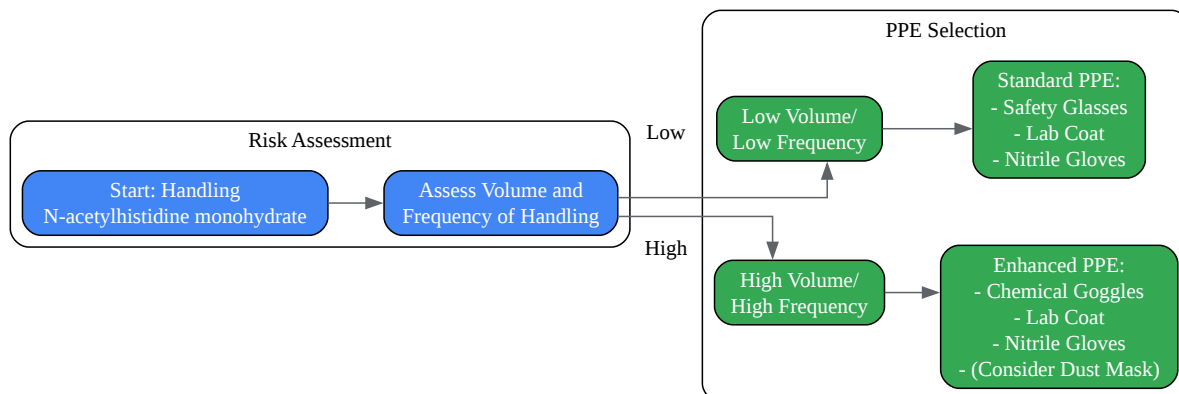 Risk Assessment
Start: Handling
N-acetylhistidine monohydrate
Assess Volume and
Frequency of Handling
Low
High
PPE Selection
Low Volume/
Low Frequency
Standard PPE:
- Safety Glasses
- Lab Coat
- Nitrile Gloves
High Volume/
High Frequency
Enhanced PPE:
- Chemical Goggles
- Lab Coat
- Nitrile Gloves
- (Consider Dust Mask)